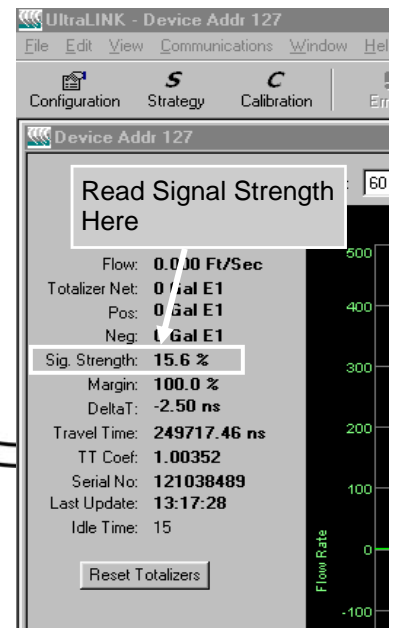 UltraLINK - Device Addr 127
File Edit View Communications Window Hel
Configuration Strategy Calibration
Device Addr 127
Read Signal Strength
Here
: 60
Flow: 0.000 Ft/Sec
Totalizer Net: 0 Gal E1
Pos: 0 Gal E1
Neg: 0 Gal E1
Sig. Strength: 15.6 %
Margin: 100.0 %
DeltaT: -2.50 ns
Travel Time: 249717.46 ns
TT Coef: 1.00352
Serial No: 121038489
Last Update: 13:17:28
Idle Time: 15
Reset Totalizers
500
400
300
200
100
0
-100
Flow Rate